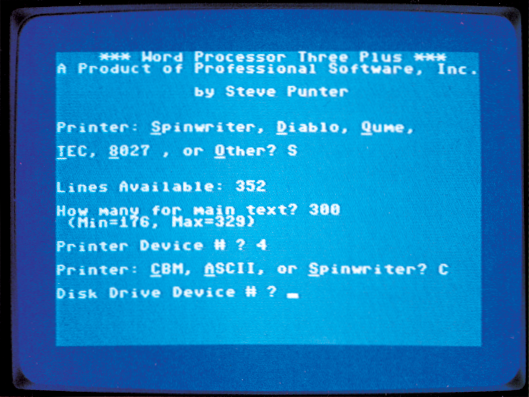 *** Word Processor Three Plus ***
A Product of Professional Software, Inc.
by Steve Punter
Printer: Spinwriter, Diablo, Qume,
TEC, 8027 , or Other? S
Lines Available: 352
How many for main text? 300
(Min=176, Max=329)
Printer Device # ? 4
Printer: CBM, ASCII, or Spinwriter? C
Disk Drive Device # ?